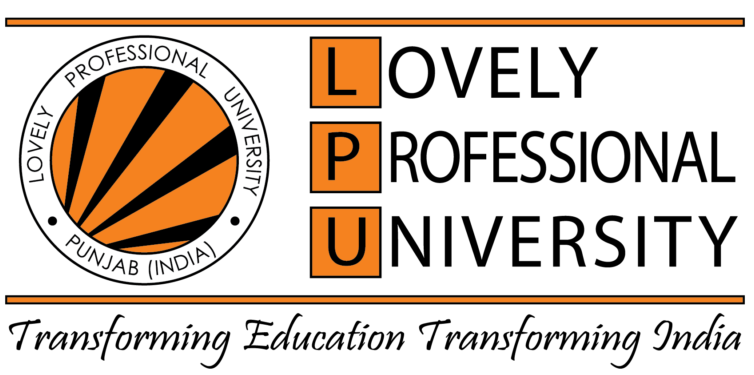 LOVELY PROFESSIONAL UNIVERSITY
PUNJAB (INDIA)
LOVELY
PROFESSIONAL
UNIVERSITY
Transforming Education Transforming India